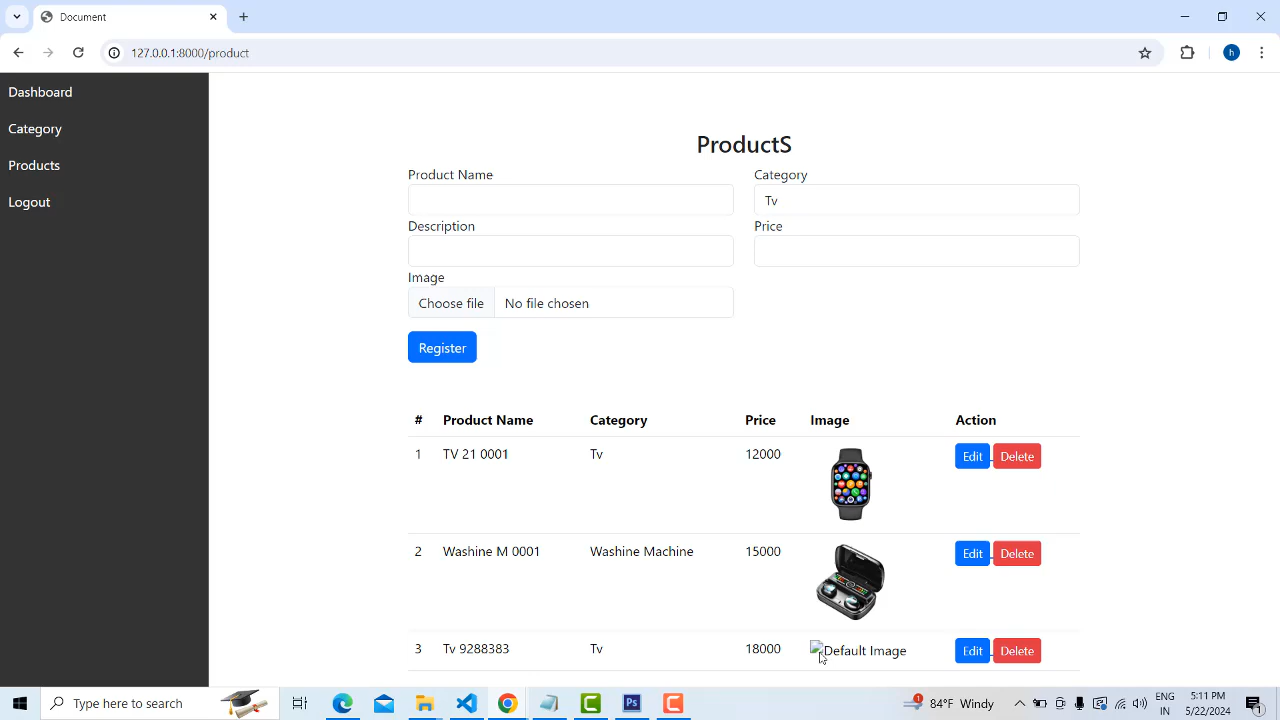 Document
127.0.0.1:8000/product
h
Dashboard
Category
Products
Logout
ProductS
Product Name
Category
Tv
Description
Price
Image
Choose file No file chosen
Register
# Product Name Category Price Image Action
1 TV 21 0001 Tv 12000 Edit Delete
2 Washine M 0001 Washine Machine 15000 Edit Delete
3 Tv 9288383 Tv 18000 Default Image Edit Delete
Type here to search
Ps
1
84°F Windy
ENG
IN
5:11 PM
5/22/2024
1